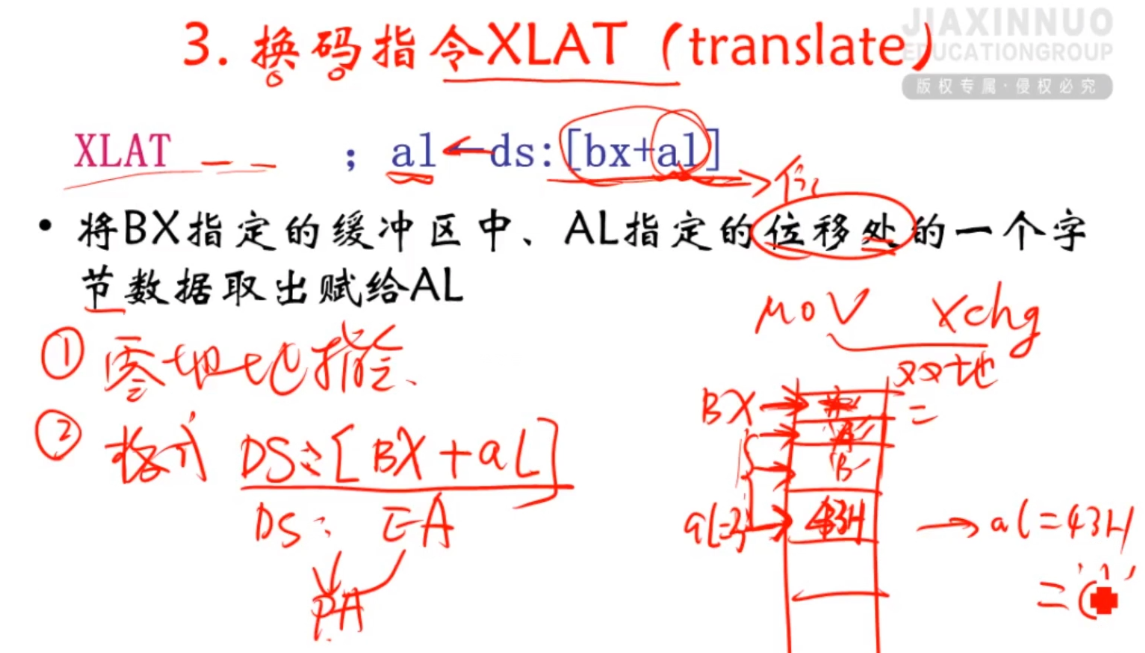 JIAXINNUO
EDUCATIONGROUP
版权专属·侵权必究
3. 换码指令XLAT（translate）
XLAT ；al←ds:[bx+al]
• 将BX指定的缓冲区中、AL指定的位移处的一个字
节数据取出赋给AL
MOV xchg
① 零地址指令.
双地址
② 格式 DS:[BX+aL]
DS: EA
PA
BX
B
43H
→ al=43H
=